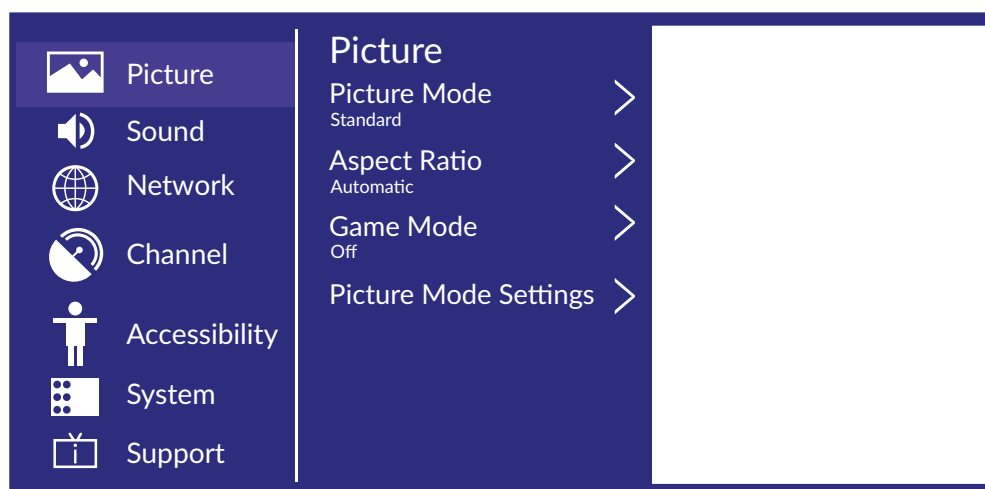 Picture
Sound
Network
Channel
Accessibility
System
Support
Picture
Picture Mode
Standard
Aspect Ratio
Automatic
Game Mode
Off
Picture Mode Settings